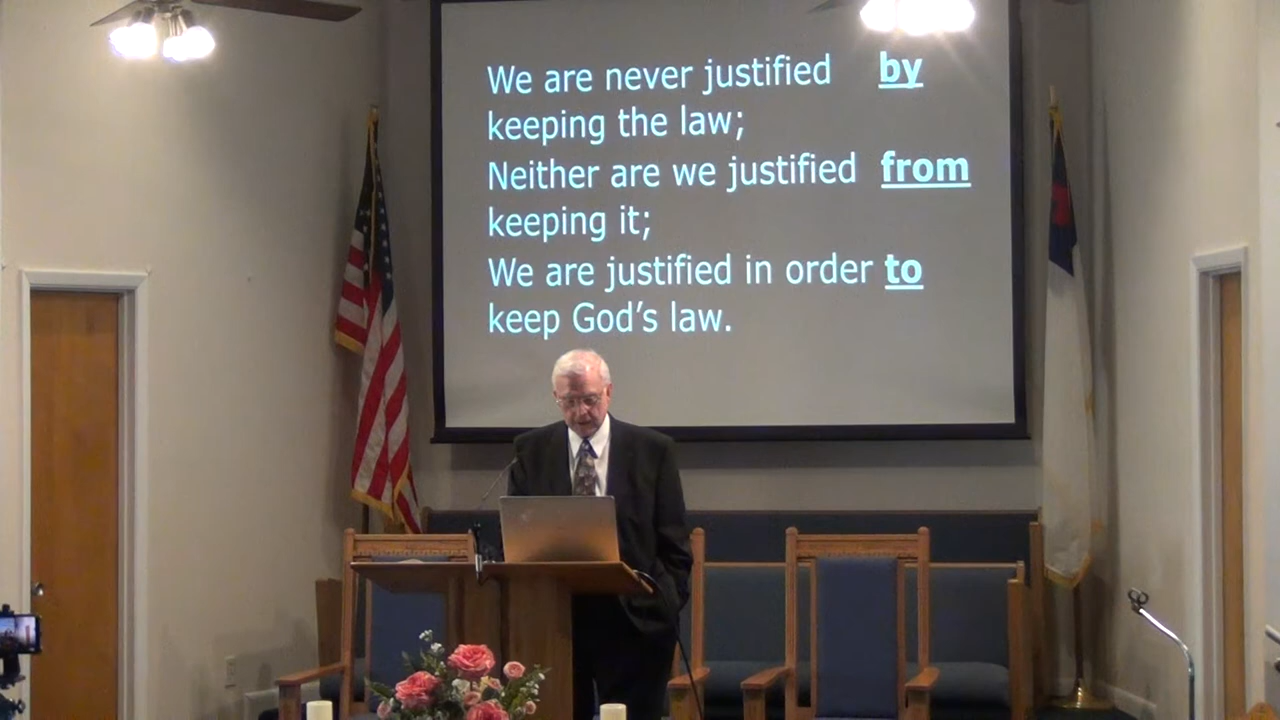 We are never justified by
keeping the law;
Neither are we justified from
keeping it;
We are justified in order to
keep God's law.